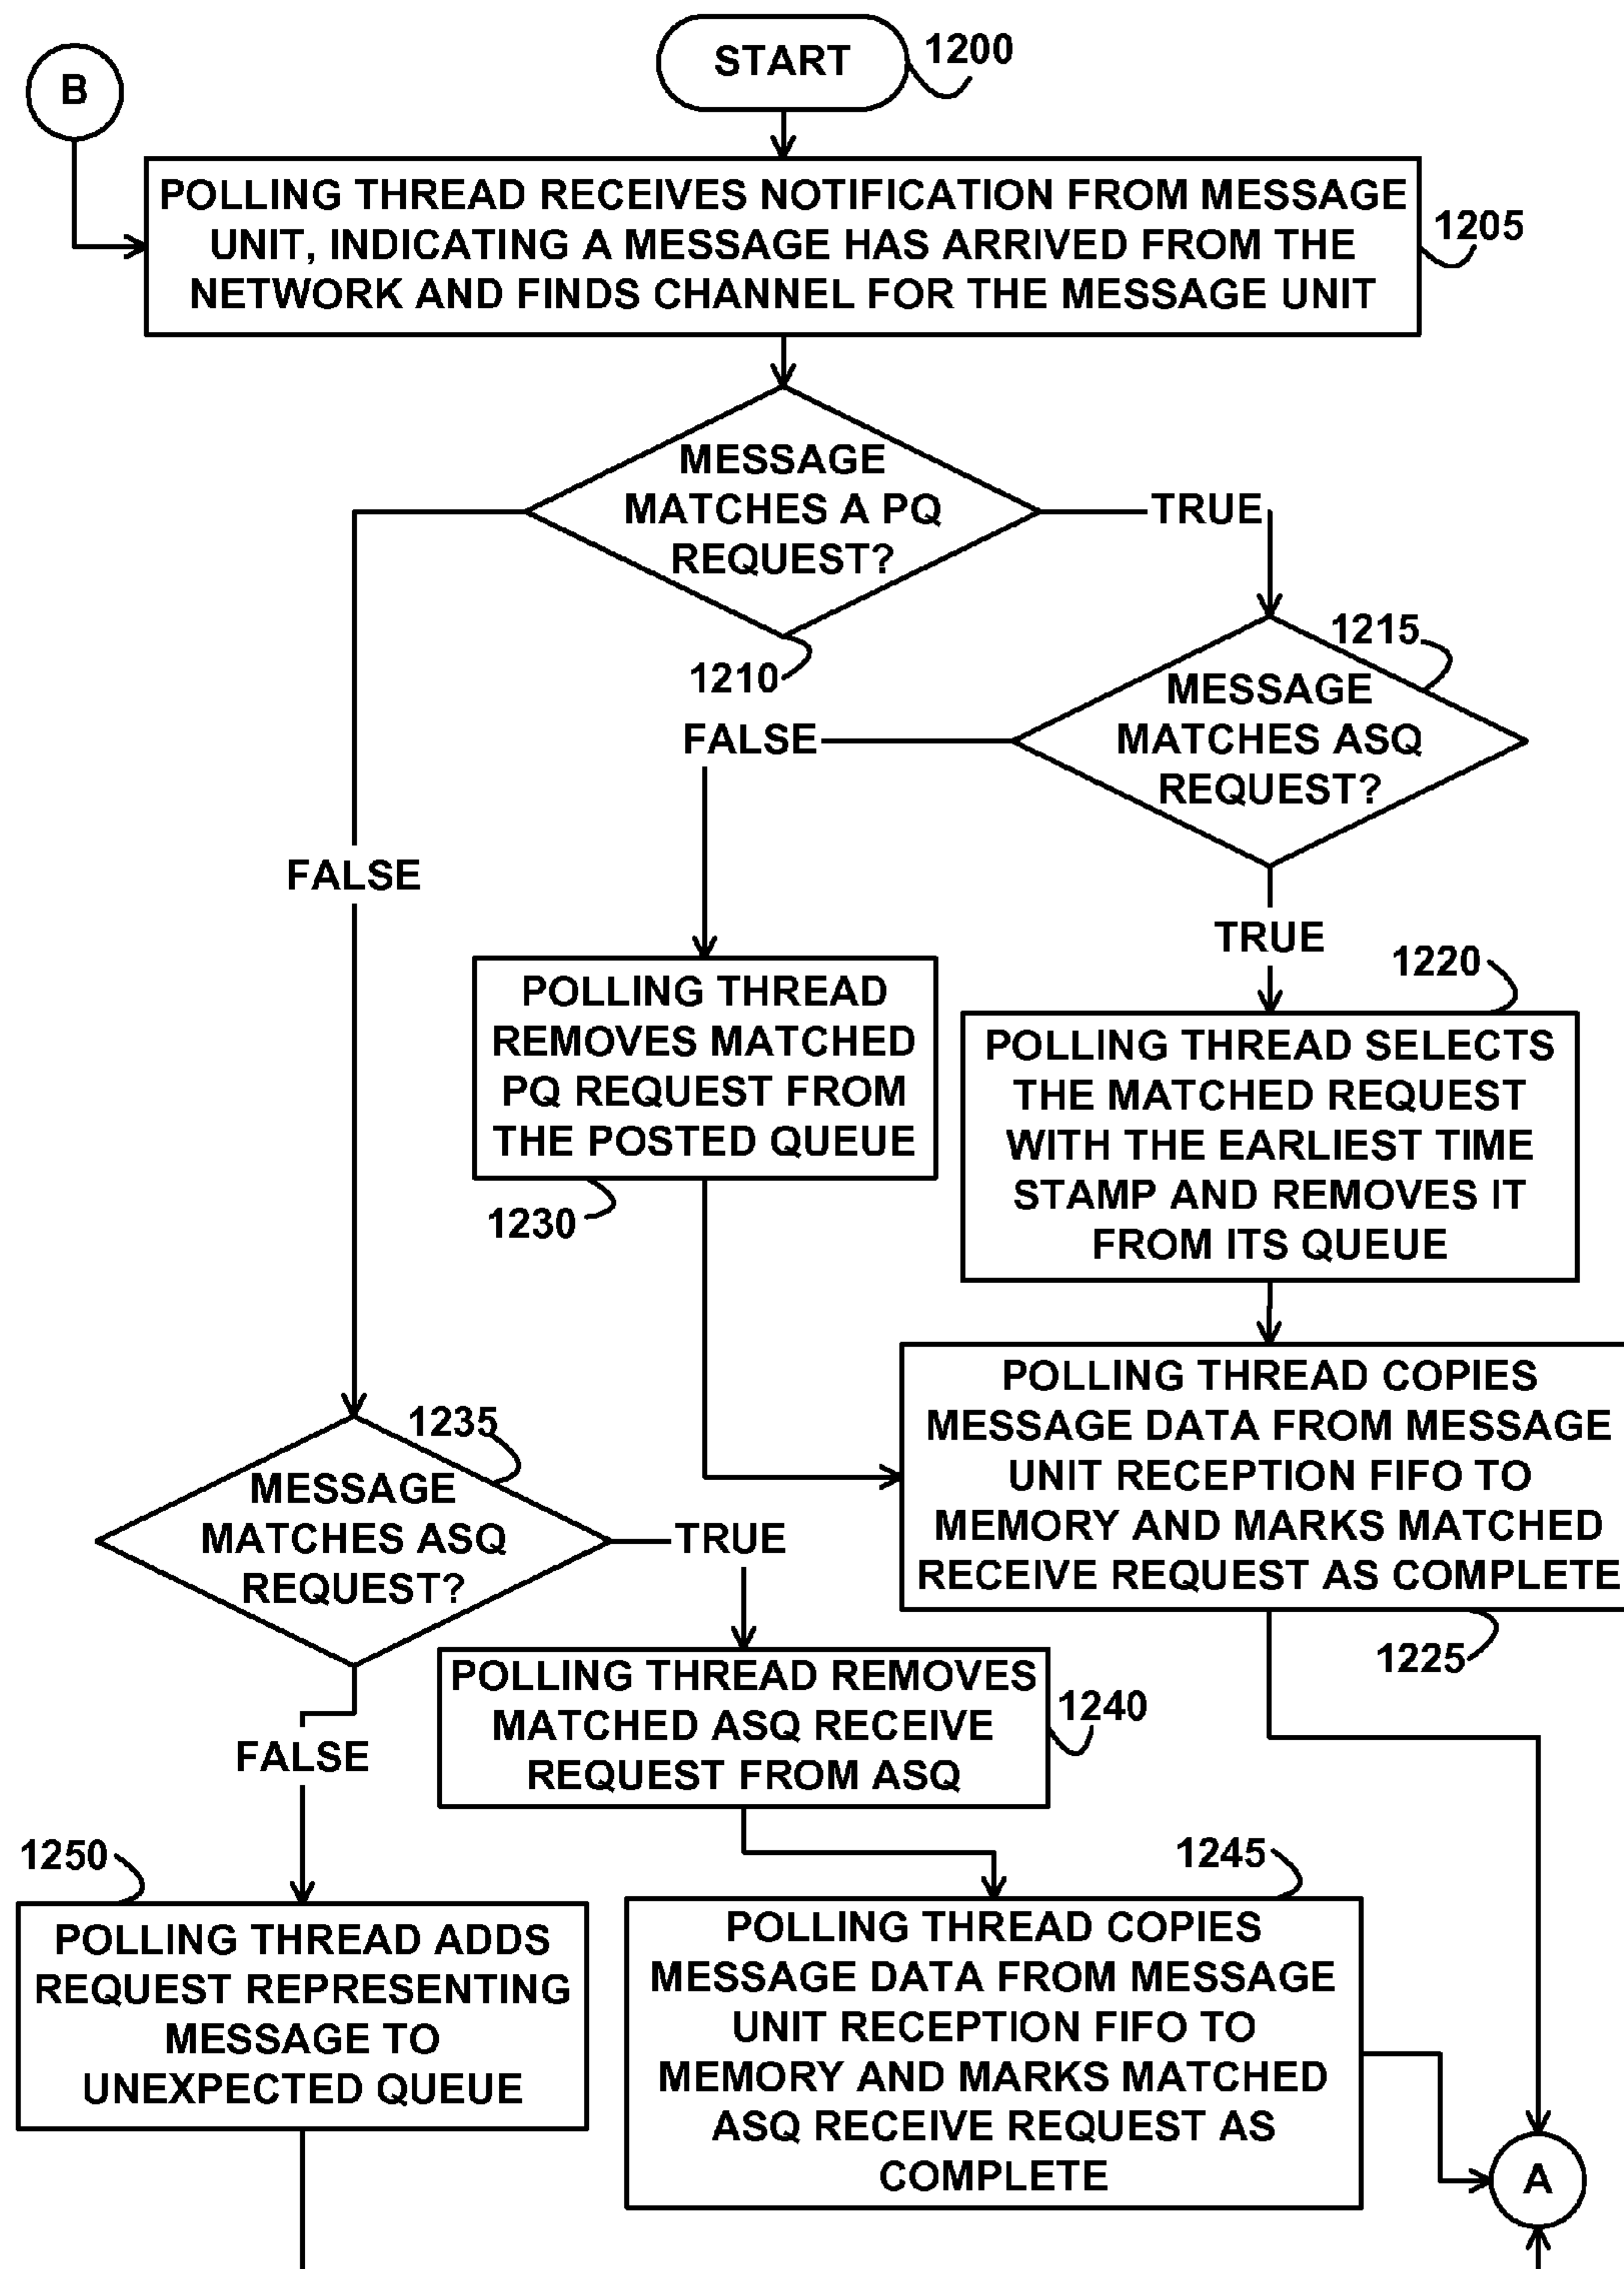 START
1200
B
POLLING THREAD RECEIVES NOTIFICATION FROM MESSAGE
UNIT, INDICATING A MESSAGE HAS ARRIVED FROM THE
NETWORK AND FINDS CHANNEL FOR THE MESSAGE UNIT
1205
MESSAGE
MATCHES A PQ
REQUEST?
TRUE
1210
1215
MESSAGE
MATCHES ASQ
REQUEST?
FALSE
FALSE
TRUE
1220
POLLING THREAD
REMOVES MATCHED
PQ REQUEST FROM
THE POSTED QUEUE
1230
POLLING THREAD SELECTS
THE MATCHED REQUEST
WITH THE EARLIEST TIME
STAMP AND REMOVES IT
FROM ITS QUEUE
POLLING THREAD COPIES
MESSAGE DATA FROM MESSAGE
UNIT RECEPTION FIFO TO
MEMORY AND MARKS MATCHED
RECEIVE REQUEST AS COMPLETE
1225
1235
MESSAGE
MATCHES ASQ
REQUEST?
TRUE
POLLING THREAD REMOVES
MATCHED ASQ RECEIVE
REQUEST FROM ASQ
1240
FALSE
1250
POLLING THREAD ADDS
REQUEST REPRESENTING
MESSAGE TO
UNEXPECTED QUEUE
1245
POLLING THREAD COPIES
MESSAGE DATA FROM MESSAGE
UNIT RECEPTION FIFO TO
MEMORY AND MARKS MATCHED
ASQ RECEIVE REQUEST AS
COMPLETE
A